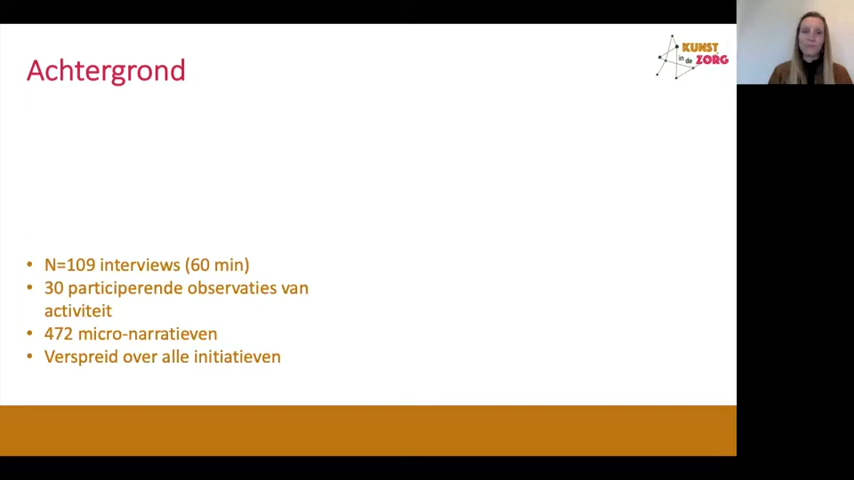 Achtergrond
KUNST
in de ZORG
• N=109 interviews (60 min)
• 30 participerende observaties van
activiteit
• 472 micro-narratieven
• Verspreid over alle initiatieven